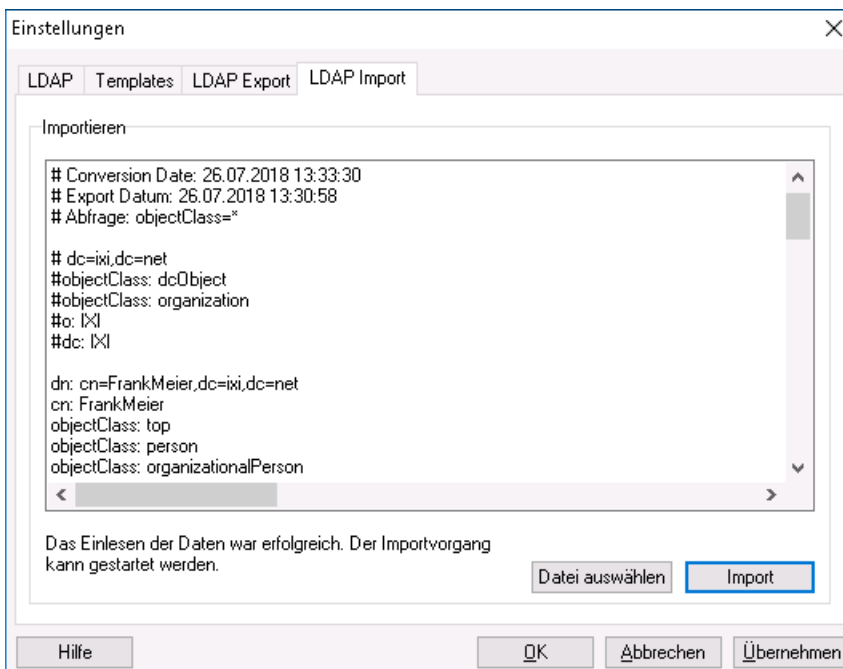 Einstellungen
LDAP Templates LDAP Export LDAP Import
Importieren
# Conversion Date: 26.07.2018 13:33:30
# Export Datum: 26.07.2018 13:30:58
# Abfrage: objectClass=*
# dc=ixi,dc=net
#objectClass: dcObject
#objectClass: organization
#o: IXI
#dc: IXI
dn: cn=FrankMeier,dc=ixi,dc=net
cn: FrankMeier
objectClass: top
objectClass: person
objectClass: organizationalPerson
Das Einlesen der Daten war erfolgreich. Der Importvorgang
kann gestartet werden.
Datei auswählen Import
Hilfe OK Abbrechen Übernehmen